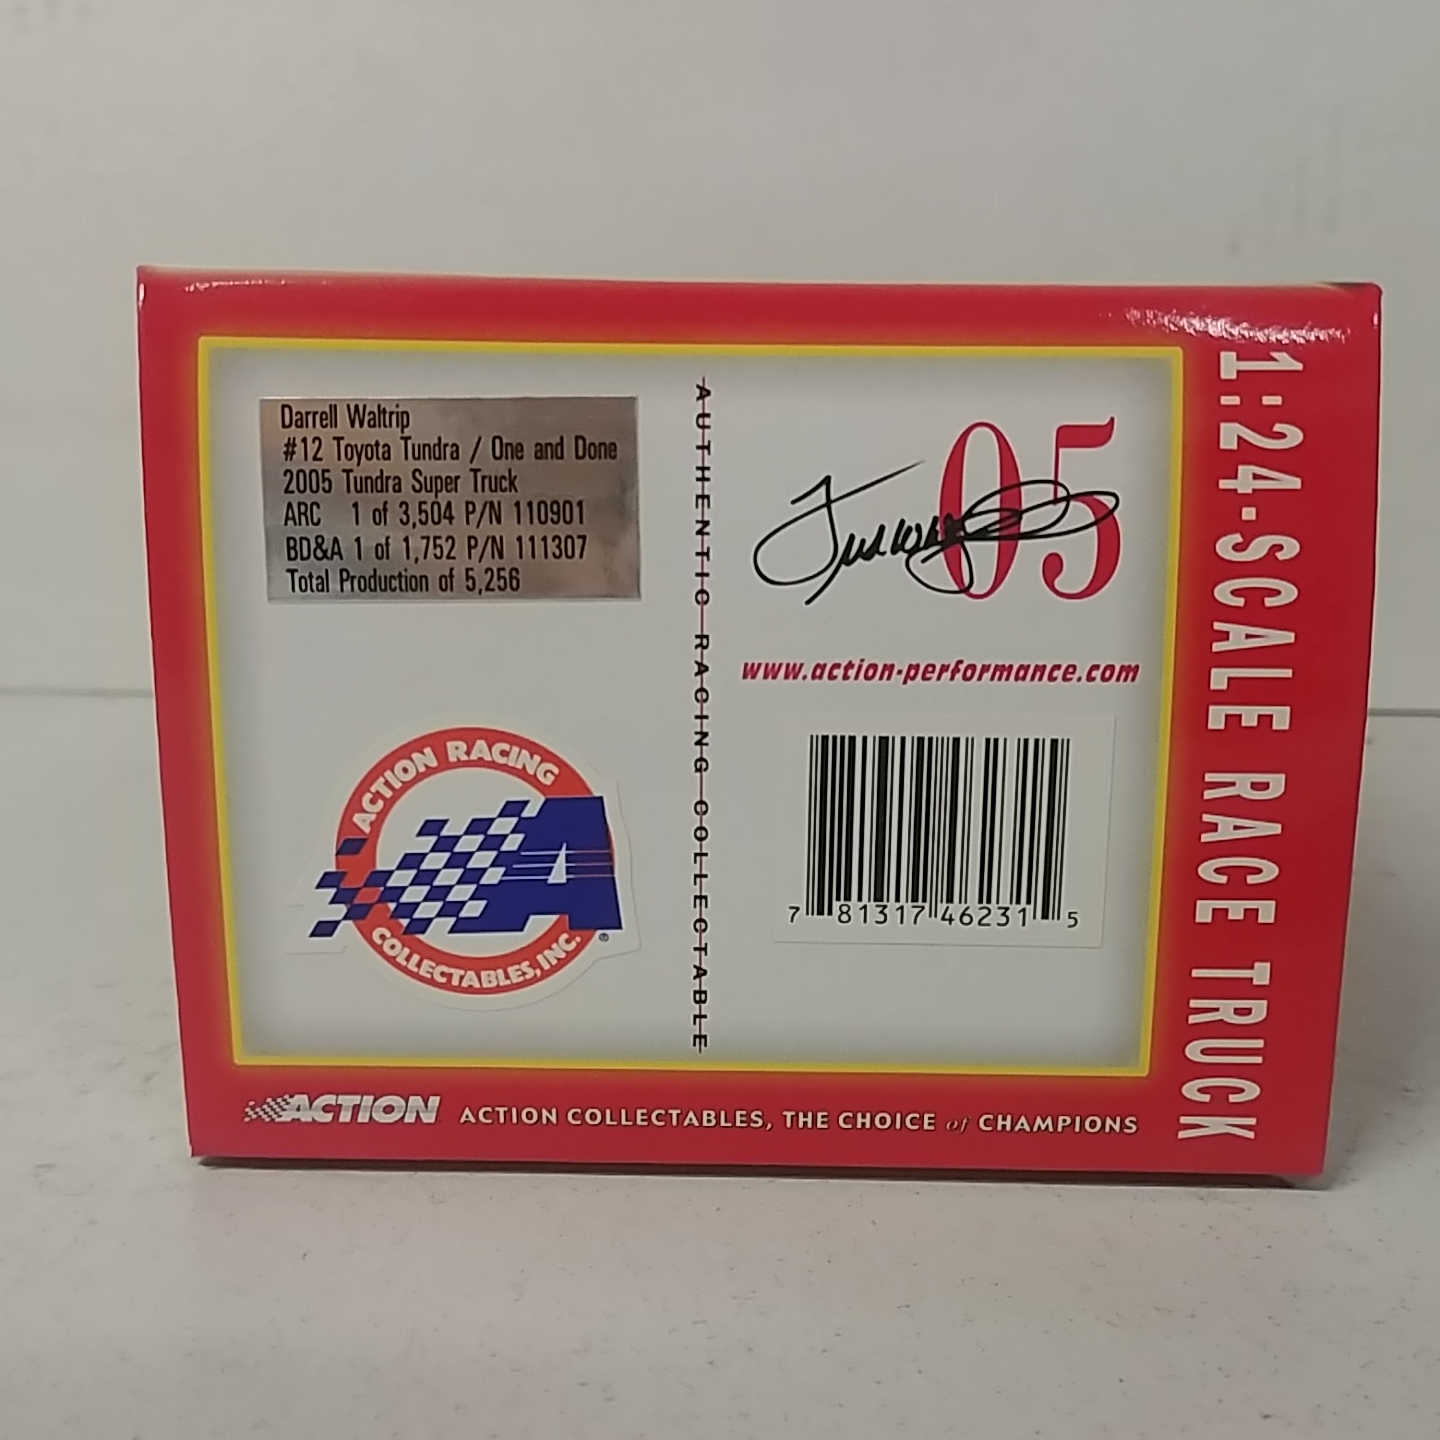 Darrell Waltrip
#12 Toyota Tundra / One and Done
2005 Tundra Super Truck
ARC 1 of 3,504 P/N 110901
BD&A 1 of 1,752 P/N 111307
Total Production of 5,256
ACTION RACING
COLLECTABLES, INC.
®
AUTHENTIC RACING COLLECTABLE
05
www.action-performance.com
7 81317 46231 5
1:24-SCALE RACE TRUCK
ACTION ACTION COLLECTABLES, THE CHOICE of CHAMPIONS